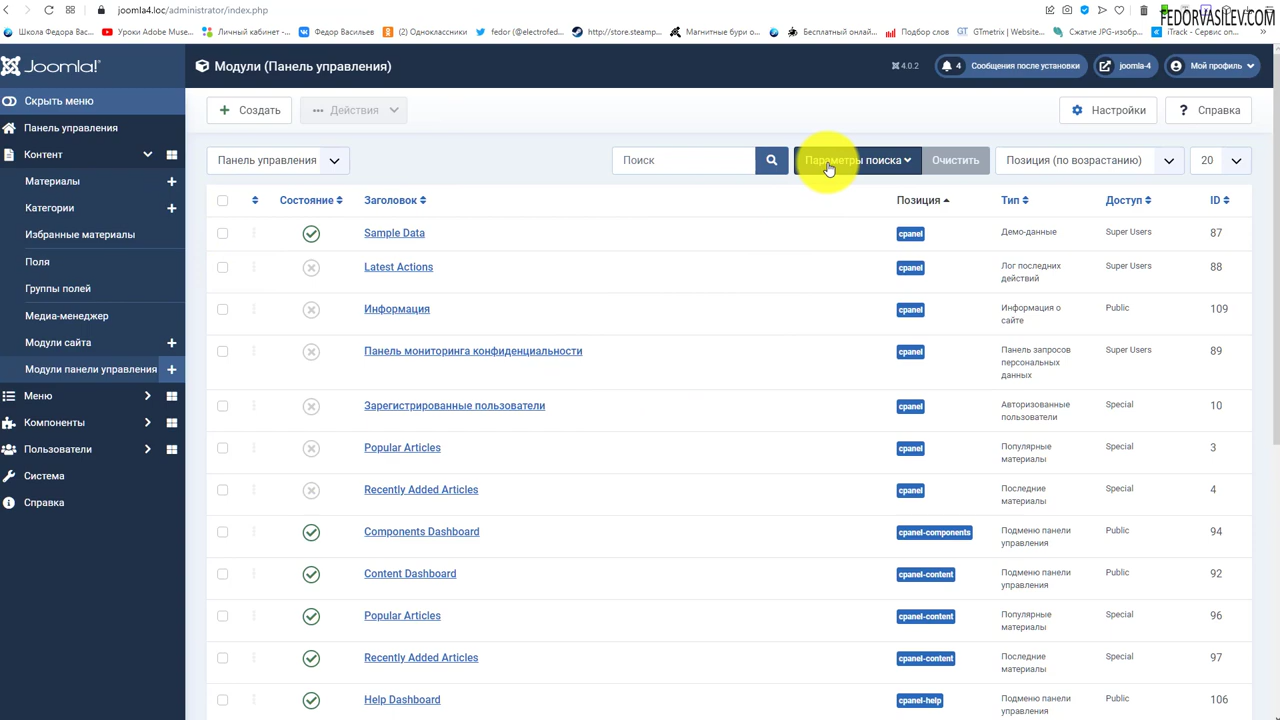 joomla4.loc/administrator/index.php
FEDORVASILEV.COM
Школа Федора Вас...
Уроки Adobe Muse...
Личный кабинет -...
Федор Васильев
(2) Одноклассники
fedor (@electrofed...
http://store.steamp...
Магнитные бури о...
Бесплатный онлай...
Подбор слов
GTmetrix | Website...
Сжатие JPG-изобр...
iTrack - Сервис оп...
Joomla!
Модули (Панель управления)
4.0.2
4 Сообщения после установки
joomla-4
Мой профиль
Скрыть меню
Панель управления
Контент
Материалы
Категории
Избранные материалы
Поля
Группы полей
Медиа-менеджер
Модули сайта
Модули панели управления
Меню
Компоненты
Пользователи
Система
Справка
Создать
Действия
Настройки
Справка
Панель управления
Поиск
Параметры поиска
Очистить
Позиция (по возрастанию)
20
Состояние Заголовок Позиция Тип Доступ ID
Sample Data cpanel Демо-данные Super Users 87
Latest Actions cpanel Лог последних Super Users 88
действий
Информация cpanel Информация о Public 109
сайте
Панель мониторинга конфиденциальности cpanel Панель запросов Super Users 89
персональных
данных
Зарегистрированные пользователи cpanel Авторизованные Special 10
пользователи
Popular Articles cpanel Популярные Special 3
материалы
Recently Added Articles cpanel Последние Special 4
материалы
Components Dashboard cpanel-components Подменю панели Public 94
управления
Content Dashboard cpanel-content Подменю панели Public 92
управления
Popular Articles cpanel-content Популярные Special 96
материалы
Recently Added Articles cpanel-content Последние Special 97
материалы
Help Dashboard cpanel-help Подменю панели Public 106
управления